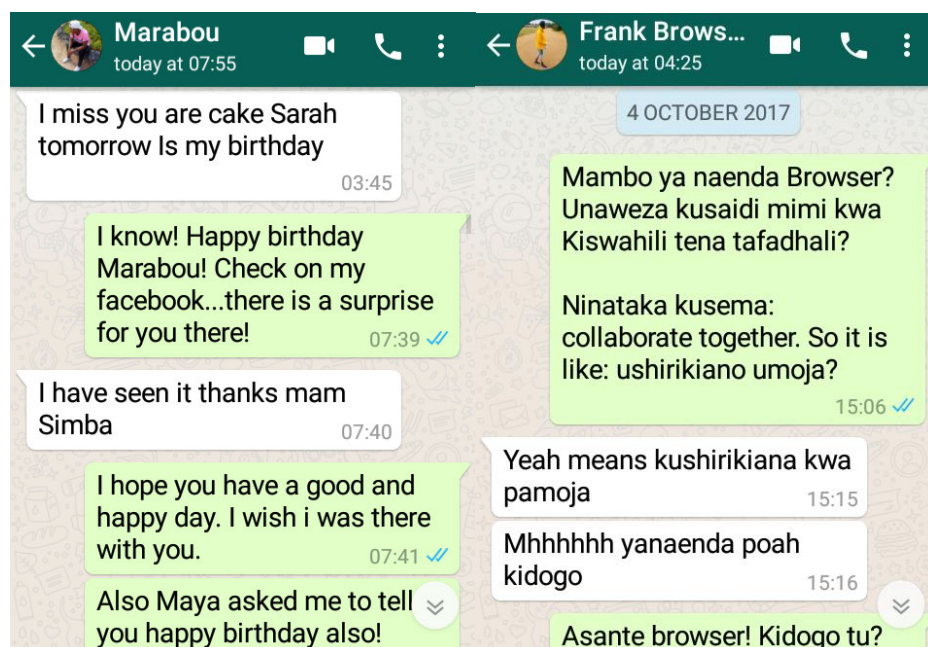 Marabou
today at 07:55
I miss you are cake Sarah
tomorrow Is my birthday
03:45
I know! Happy birthday
Marabou! Check on my
facebook...there is a surprise
for you there!
07:39
I have seen it thanks mam
Simba
07:40
I hope you have a good and
happy day. I wish i was there
with you.
07:41
Also Maya asked me to tell
you happy birthday also!
Frank Brows...
today at 04:25
4 OCTOBER 2017
Mambo ya naenda Browser?
Unaweza kusaidi mimi kwa
Kiswahili tena tafadhali?
Ninataka kusema:
collaborate together. So it is
like: ushirikiano umoja?
15:06
Yeah means kushirikiana kwa
pamoja
15:15
Mhhhhhh yanaenda poah
kidogo
15:16
Asante browser! Kidogo tu?